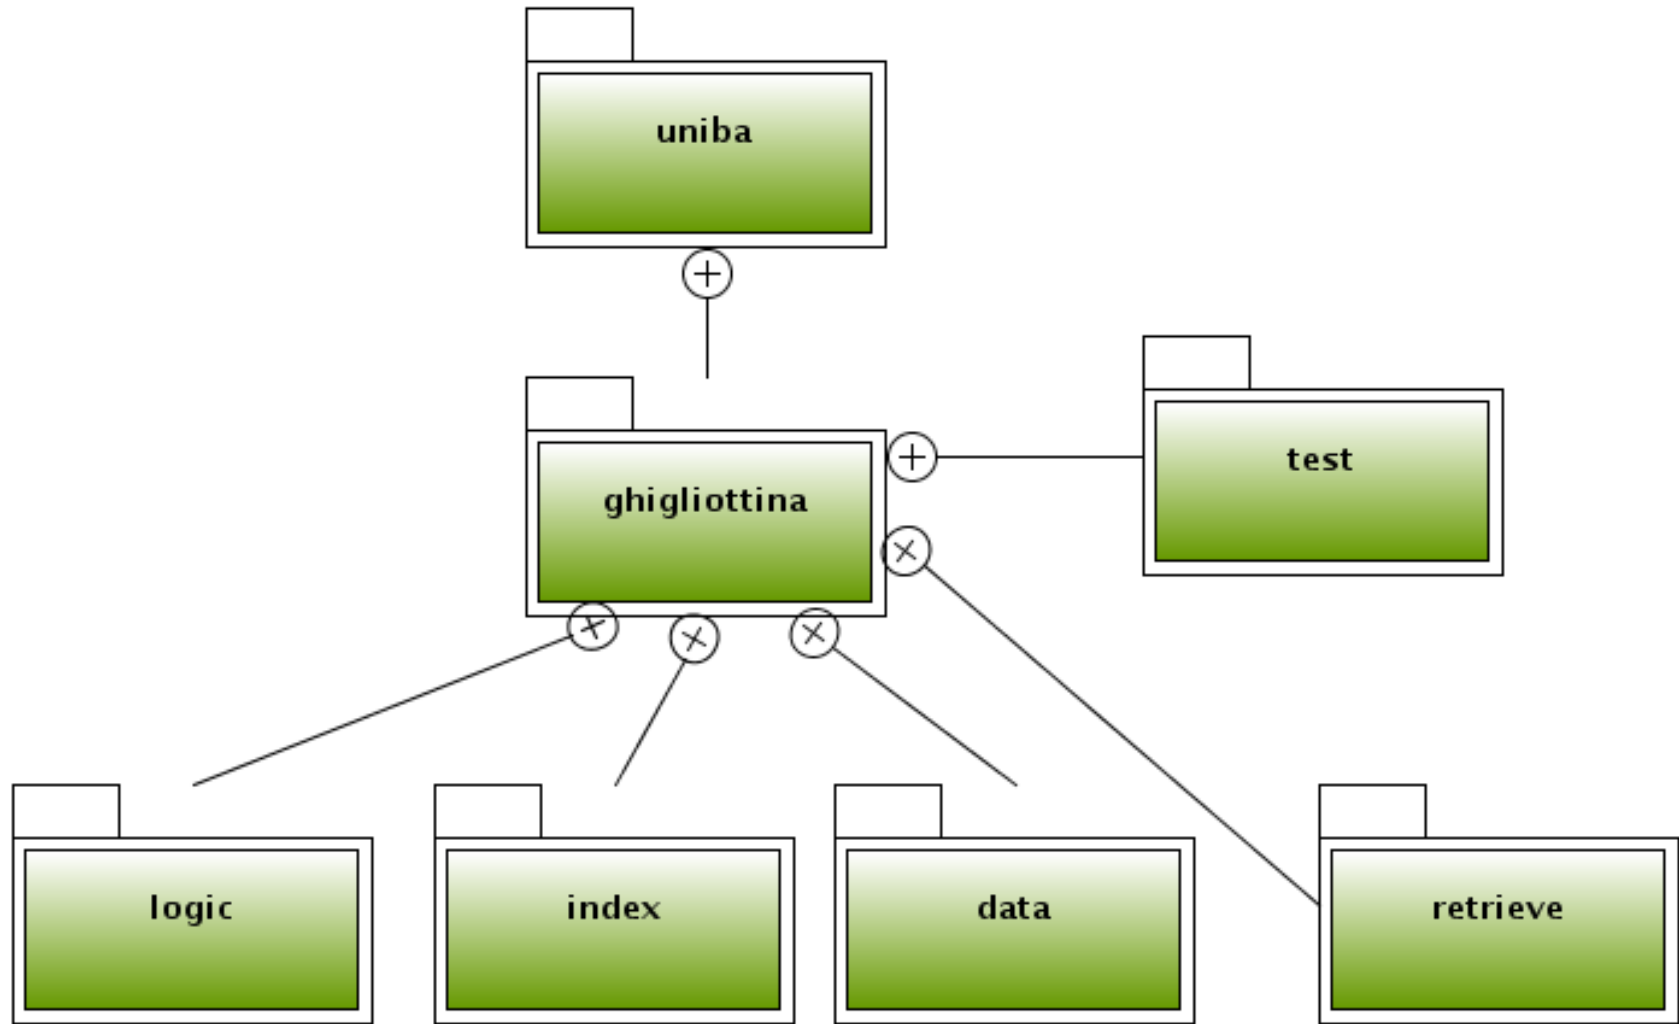 uniba
ghigliottina
test
logic
index
data
retrieve